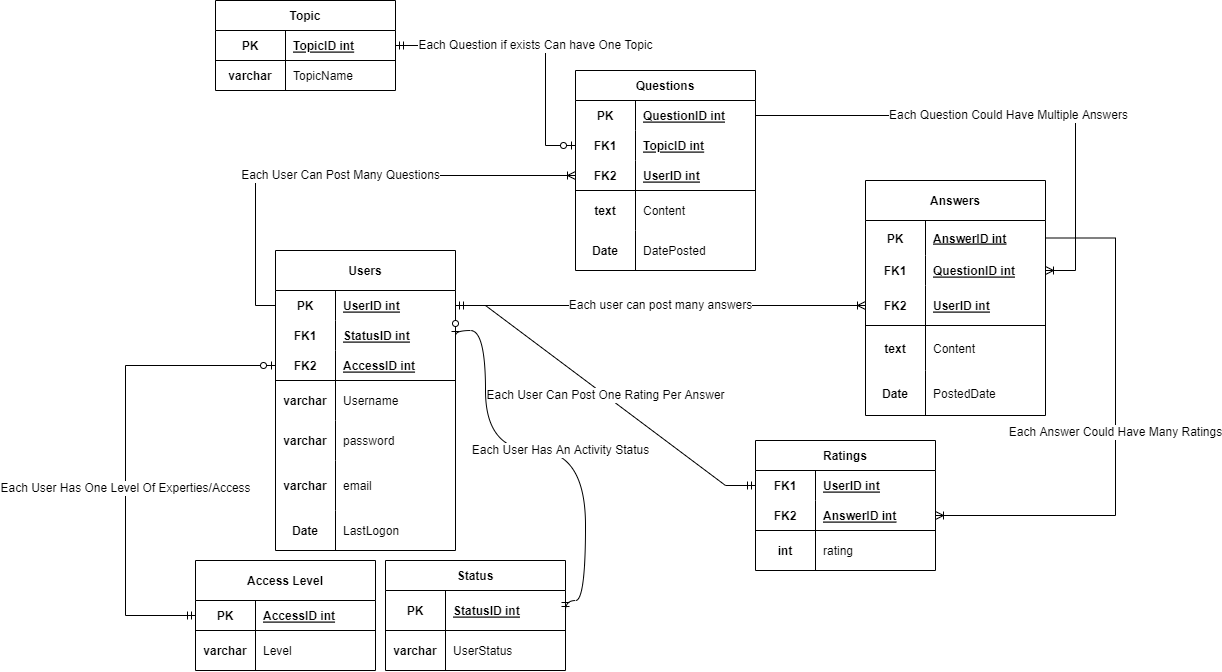 Topic
PK TopicID int
varchar TopicName
Each Question if exists Can have One Topic
Questions
PK QuestionID int
FK1 TopicID int
FK2 UserID int
text Content
Date DatePosted
Each Question Could Have Multiple Answers
Each User Can Post Many Questions
Answers
PK AnswerID int
FK1 QuestionID int
FK2 UserID int
text Content
Date PostedDate
Users
PK UserID int
FK1 StatusID int
FK2 AccessID int
varchar Username
varchar password
varchar email
Date LastLogon
Each user can post many answers
Each User Can Post One Rating Per Answer
Each User Has An Activity Status
Each Answer Could Have Many Ratings
Ratings
FK1 UserID int
FK2 AnswerID int
int rating
Each User Has One Level Of Experties/Access
Access Level
PK AccessID int
varchar Level
Status
PK StatusID int
varchar UserStatus